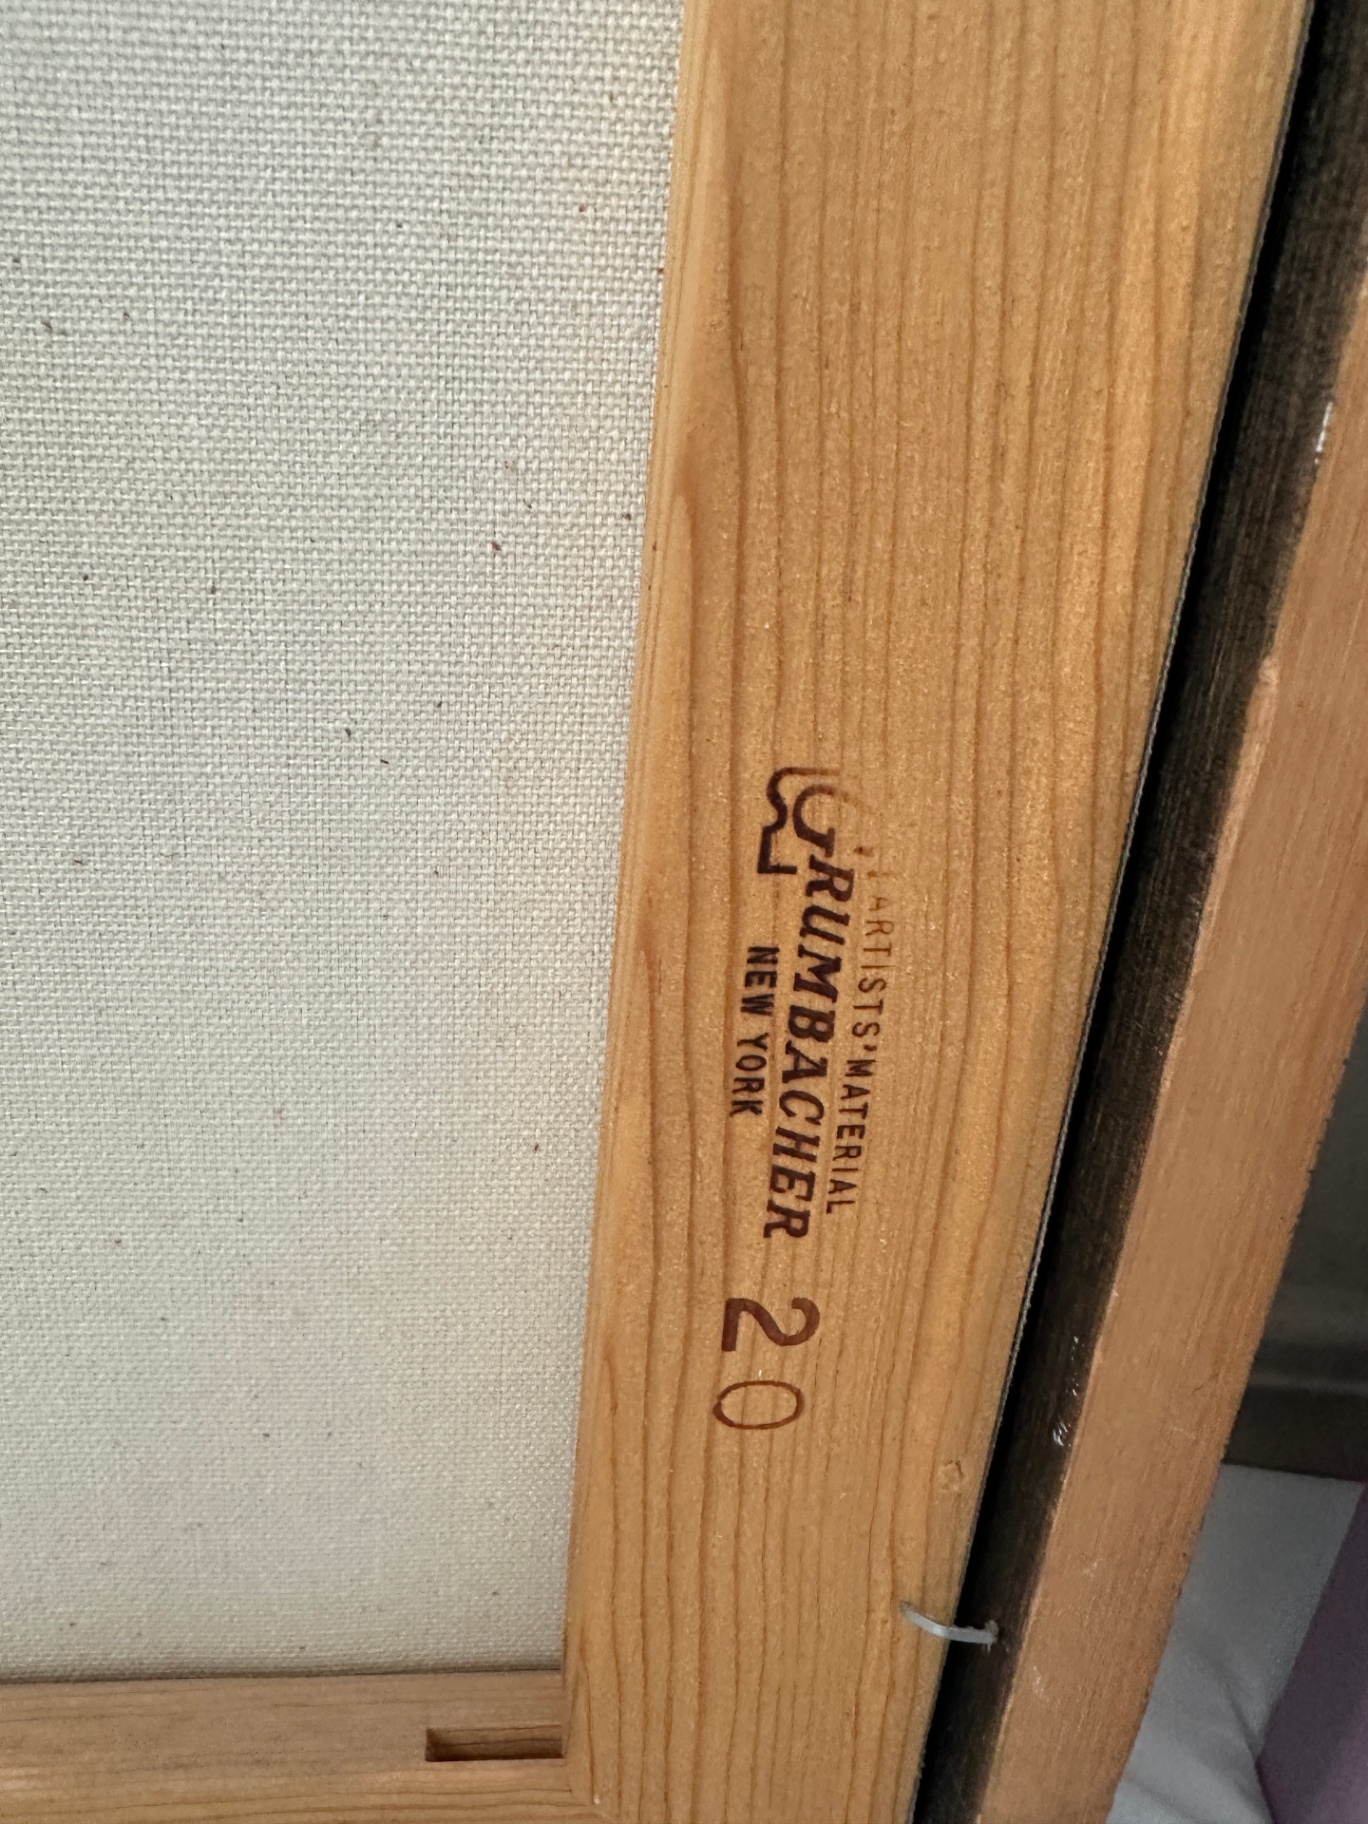 ARTISTS' MATERIAL
GRUMBACHER
NEW YORK
20